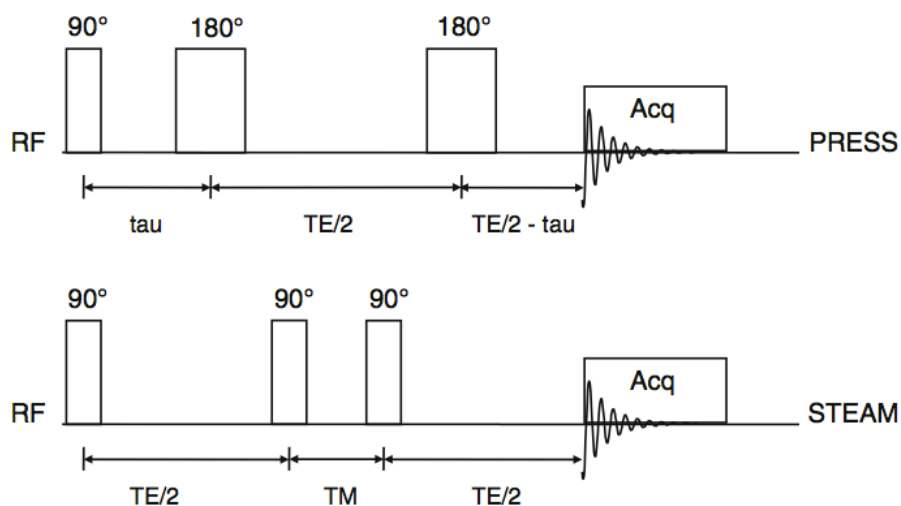 90° 180° 180°
RF Acq PRESS
tau TE/2 TE/2 - tau
90° 90° 90°
RF Acq STEAM
TE/2 TM TE/2